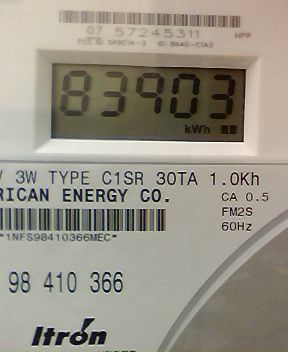 07 57245311
83903
kWh
V 3W TYPE C1SR 30TA 1.0Kh
RICAN ENERGY CO.
CA 0.5
FM2S
60Hz
*1NFS98410366MEC*
98 410 366
Itrón